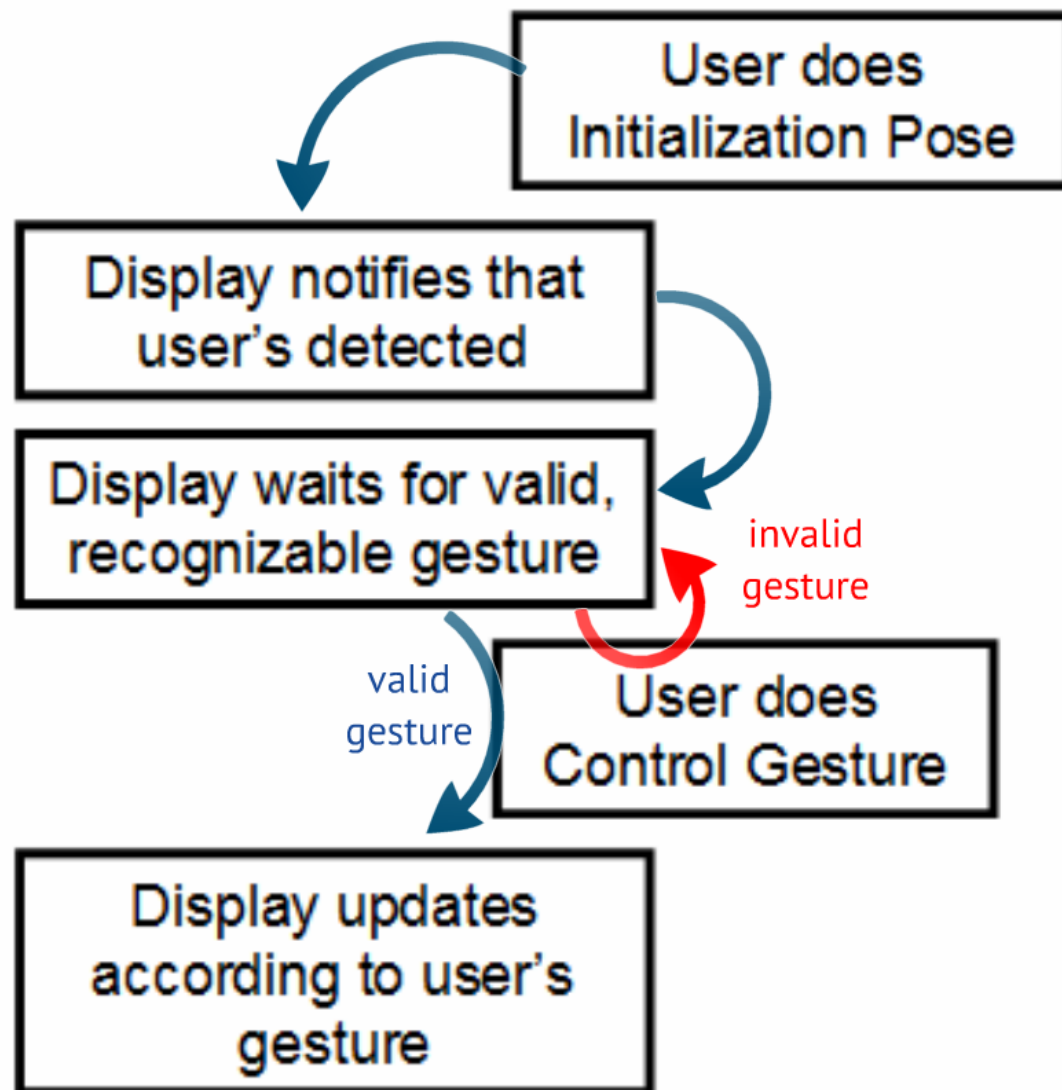 User does
Initialization Pose
Display notifies that
user's detected
Display waits for valid,
recognizable gesture
invalid
gesture
valid
gesture
User does
Control Gesture
Display updates
according to user's
gesture